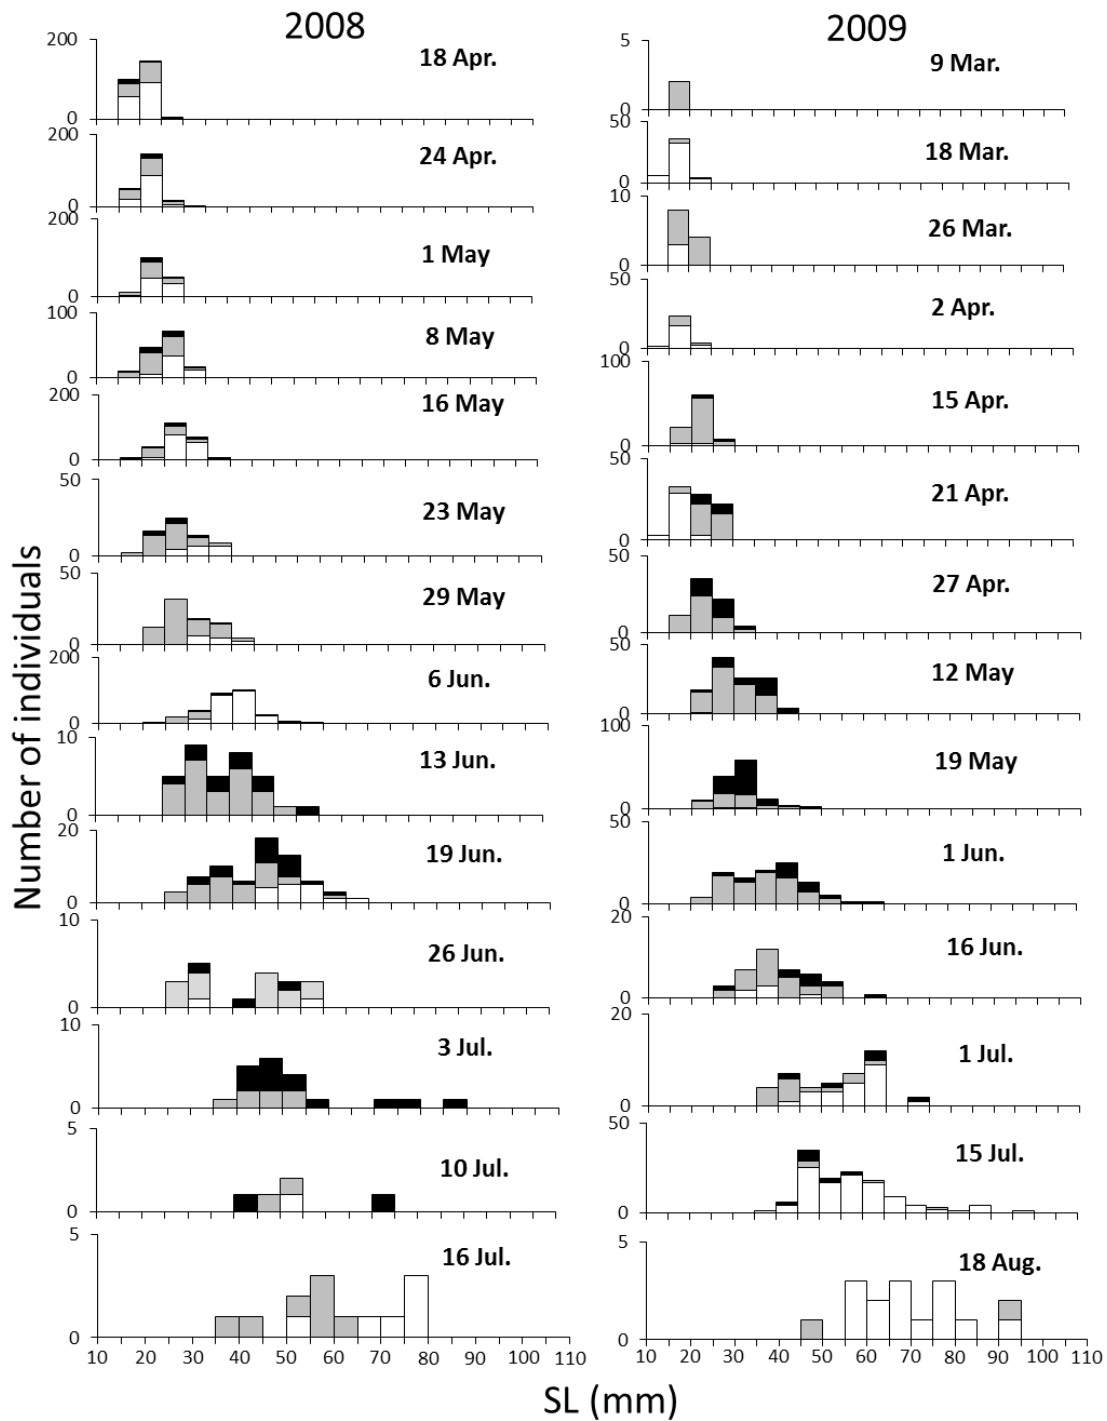 2008
200
18 Apr.
0
200
24 Apr.
0
200
1 May
0
100
8 May
0
200
16 May
0
50
23 May
0
50
29 May
0
200
6 Jun.
0
10
13 Jun.
0
20
19 Jun.
0
10
26 Jun.
0
10
3 Jul.
0
5
10 Jul.
0
5
16 Jul.
0
10 20 30 40 50 60 70 80 90 100 110
2009
5
9 Mar.
0
50
18 Mar.
0
10
26 Mar.
0
50
2 Apr.
0
100
15 Apr.
0
50
21 Apr.
0
50
27 Apr.
0
50
12 May
0
100
19 May
0
50
1 Jun.
0
20
16 Jun.
0
20
1 Jul.
0
50
15 Jul.
0
5
18 Aug.
0
10 20 30 40 50 60 70 80 90 100 110
Number of individuals
SL (mm)